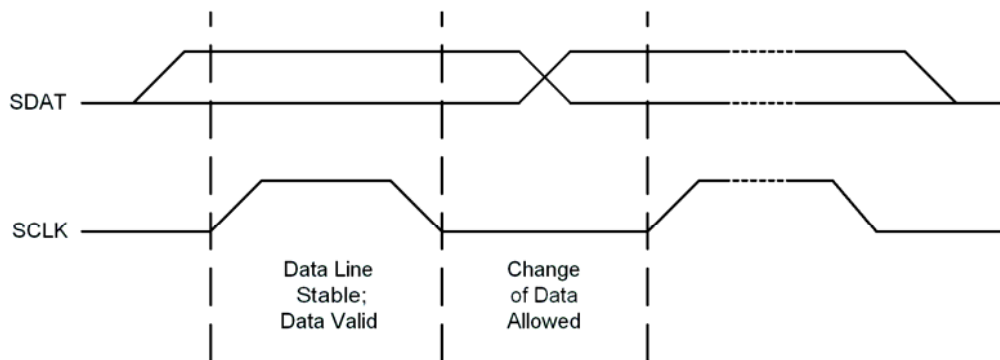 SDAT
SCLK
Data Line
Stable;
Data Valid
Change
of Data
Allowed